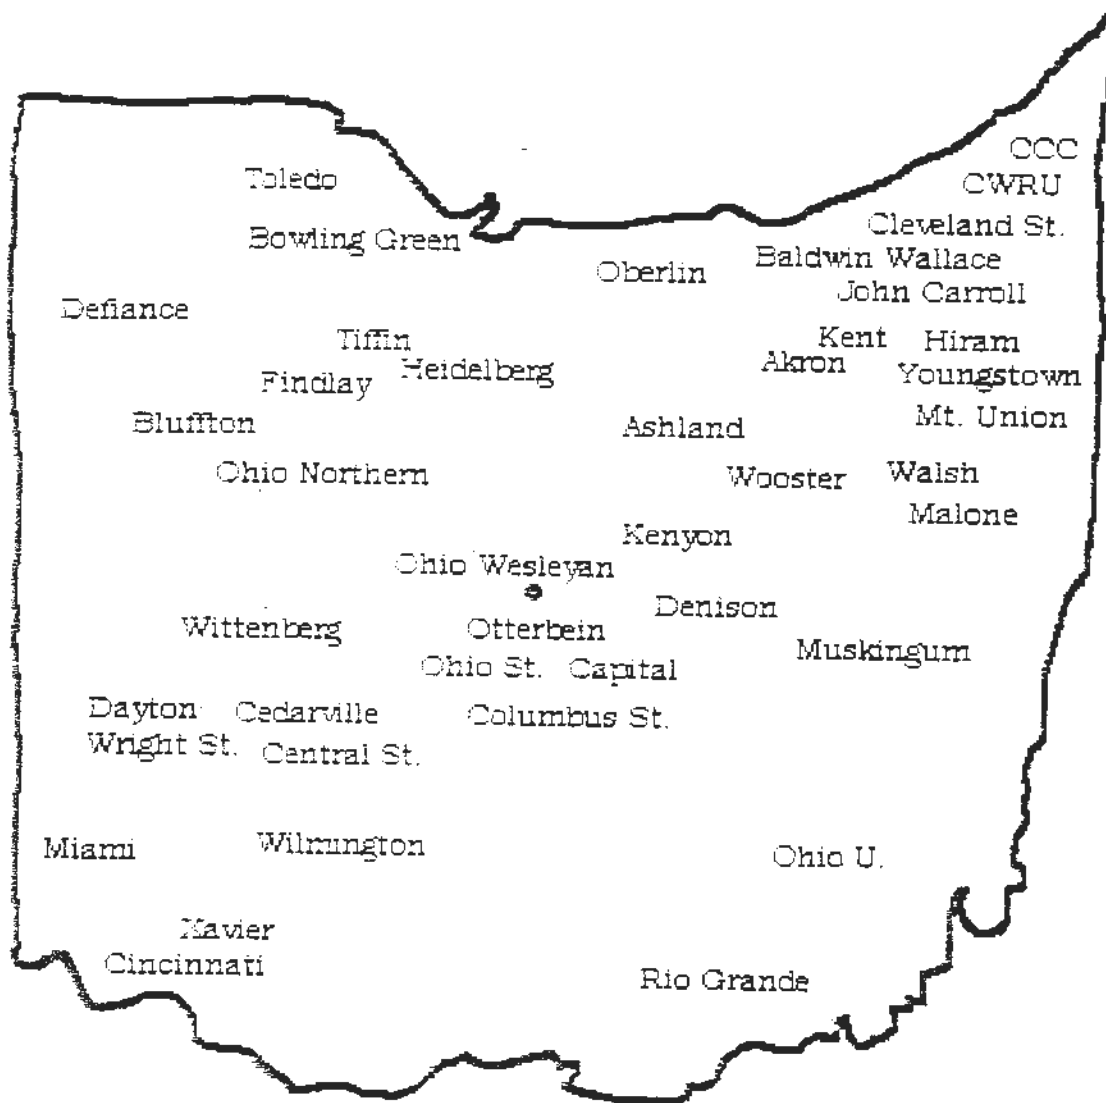 CCC
Toledo
CWRU
Cleveland St.
Bowling Green
Baldwin Wallace
Oberlin
John Carroll
Defiance
Tiffin
Kent
Hiram
Akron
Heidelberg
Youngstown
Findlay
Mt. Union
Bluffton
Ashland
Ohio Northern
Wooster
Walsh
Malone
Kenyon
Ohio Wesleyan
Denison
Wittenberg
Otterbein
Muskingum
Ohio St.
Capital
Dayton
Cedarville
Columbus St.
Wright St.
Central St.
Miami
Wilmington
Ohio U.
Xavier
Cincinnati
Rio Grande